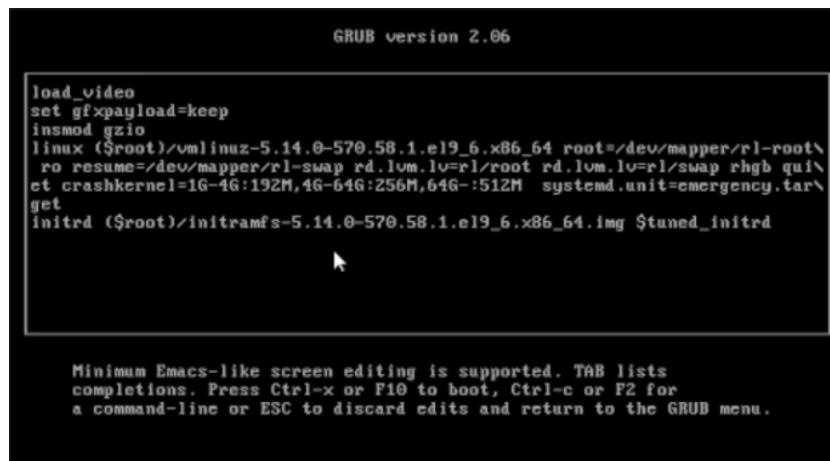 GRUB version 2.06
load_video
set gfxpayload=keep
insmod gzio
linux ($root)/vmlinuz-5.14.0-570.58.1.el9_6.x86_64 root=/dev/mapper/rl-root\
ro resume=/dev/mapper/rl-swap rd.lvm.lv=rl/root rd.lvm.lv=rl/swap rhgb qui\
et crashkernel=1G-4G:192M,4G-64G:256M,64G-:512M  systemd.unit=emergency.tar\
get
initrd ($root)/initramfs-5.14.0-570.58.1.el9_6.x86_64.img $tuned_initrd
Minimum Emacs-like screen editing is supported. TAB lists
completions. Press Ctrl-x or F10 to boot, Ctrl-c or F2 for
a command-line or ESC to discard edits and return to the GRUB menu.